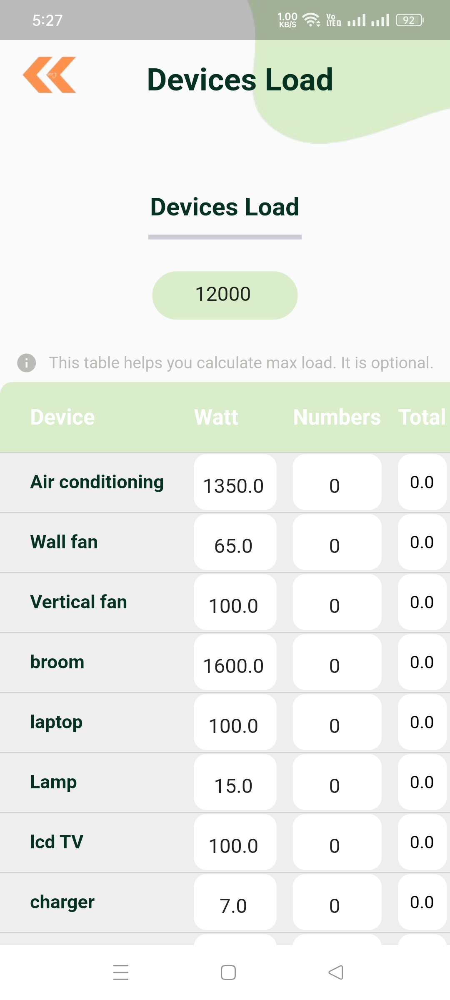 5:27
1.00 KB/S
Vo LTED
92
Devices Load
Devices Load
12000
This table helps you calculate max load. It is optional.
Device Watt Numbers Total
Air conditioning 1350.0 0 0.0
Wall fan 65.0 0 0.0
Vertical fan 100.0 0 0.0
broom 1600.0 0 0.0
laptop 100.0 0 0.0
Lamp 15.0 0 0.0
lcd TV 100.0 0 0.0
charger 7.0 0 0.0